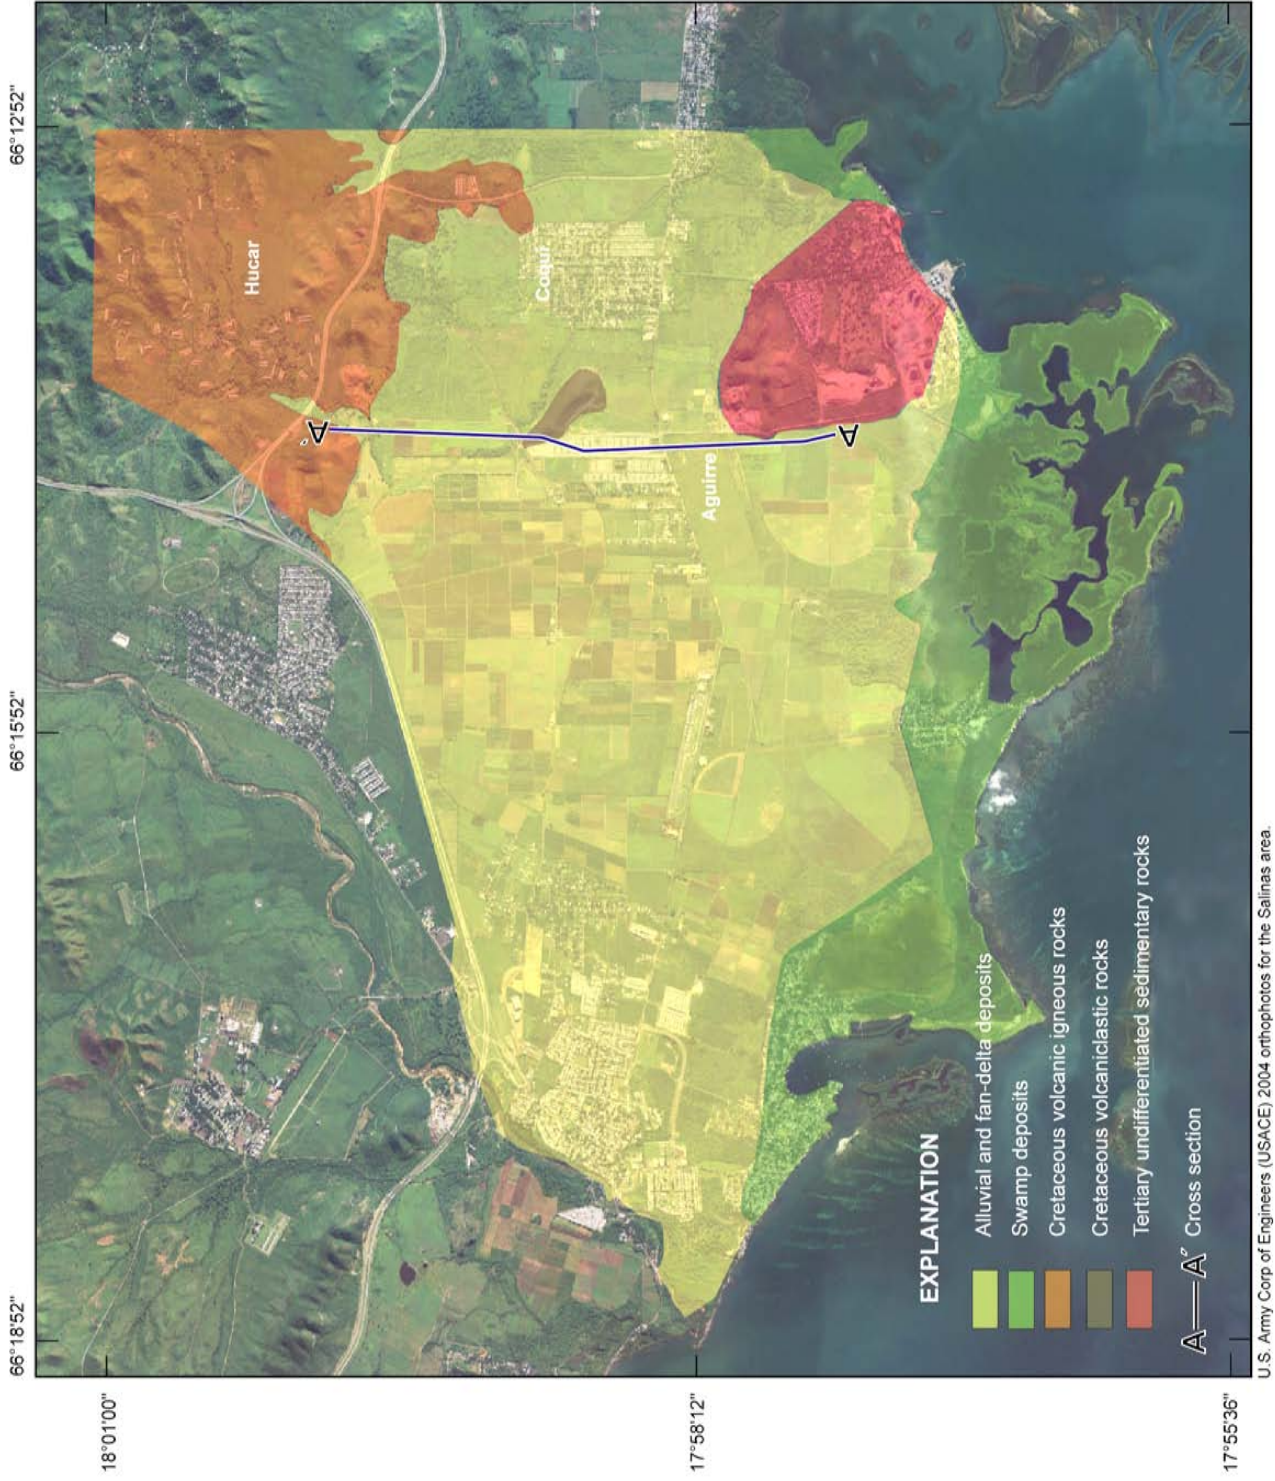 66°18'52"
66°15'52"
66°12'52"
18°01'00"
17°58'12"
17°55'36"
Hucar
Coquí
Aguirre
A´
A
EXPLANATION
Alluvial and fan-delta deposits
Swamp deposits
Cretaceous volcanic igneous rocks
Cretaceous volcaniclastic rocks
Tertiary undifferentiated sedimentary rocks
A A´ Cross section
U.S. Army Corp of Engineers (USACE) 2004 orthophotos for the Salinas area.